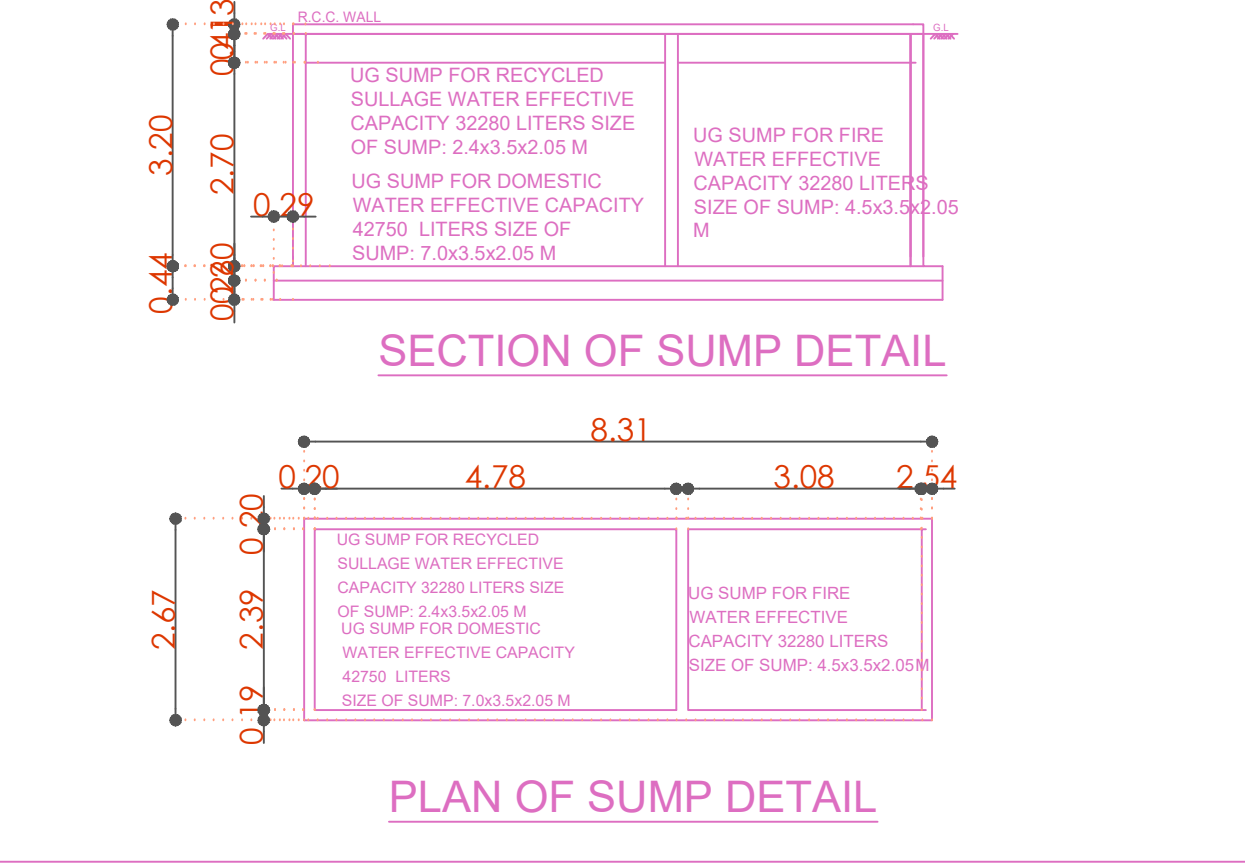 R.C.C. WALL
G.L
G.L
0.13
0.41
3.20
2.70
0.29
0.44
0.20
UG SUMP FOR RECYCLED
SULLAGE WATER EFFECTIVE
CAPACITY 32280 LITERS SIZE
OF SUMP: 2.4x3.5x2.05 M
UG SUMP FOR DOMESTIC
WATER EFFECTIVE CAPACITY
42750 LITERS SIZE OF
SUMP: 7.0x3.5x2.05 M
UG SUMP FOR FIRE
WATER EFFECTIVE
CAPACITY 32280 LITERS
SIZE OF SUMP: 4.5x3.5x2.05
M
SECTION OF SUMP DETAIL
8.31
0.20
4.78
3.08
2.54
0.20
2.67
2.39
0.19
UG SUMP FOR RECYCLED
SULLAGE WATER EFFECTIVE
CAPACITY 32280 LITERS SIZE
OF SUMP: 2.4x3.5x2.05 M
UG SUMP FOR DOMESTIC
WATER EFFECTIVE CAPACITY
42750 LITERS
SIZE OF SUMP: 7.0x3.5x2.05 M
UG SUMP FOR FIRE
WATER EFFECTIVE
CAPACITY 32280 LITERS
SIZE OF SUMP: 4.5x3.5x2.05M
PLAN OF SUMP DETAIL